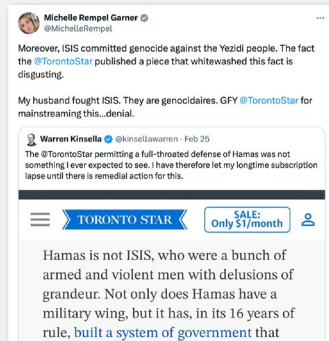 Michelle Rempel Garner
@MichelleRempel
Moreover, ISIS committed genocide against the Yezidi people. The fact
the @TorontoStar published a piece that whitewashed this fact is
disgusting.
My husband fought ISIS. They are genocidaires. GFY @TorontoStar for
mainstreaming this...denial.
Warren Kinsella @kinsellawarren · Feb 25
The @TorontoStar permitting a full-throated defense of Hamas was not
something I ever expected to see. I have therefore let my longtime subscription
lapse until there is remedial action for this.
TORONTO STAR
SALE:
Only $1/month
Hamas is not ISIS, who were a bunch of
armed and violent men with delusions of
grandeur. Not only does Hamas have a
military wing, but it has, in its 16 years of
rule, built a system of government that